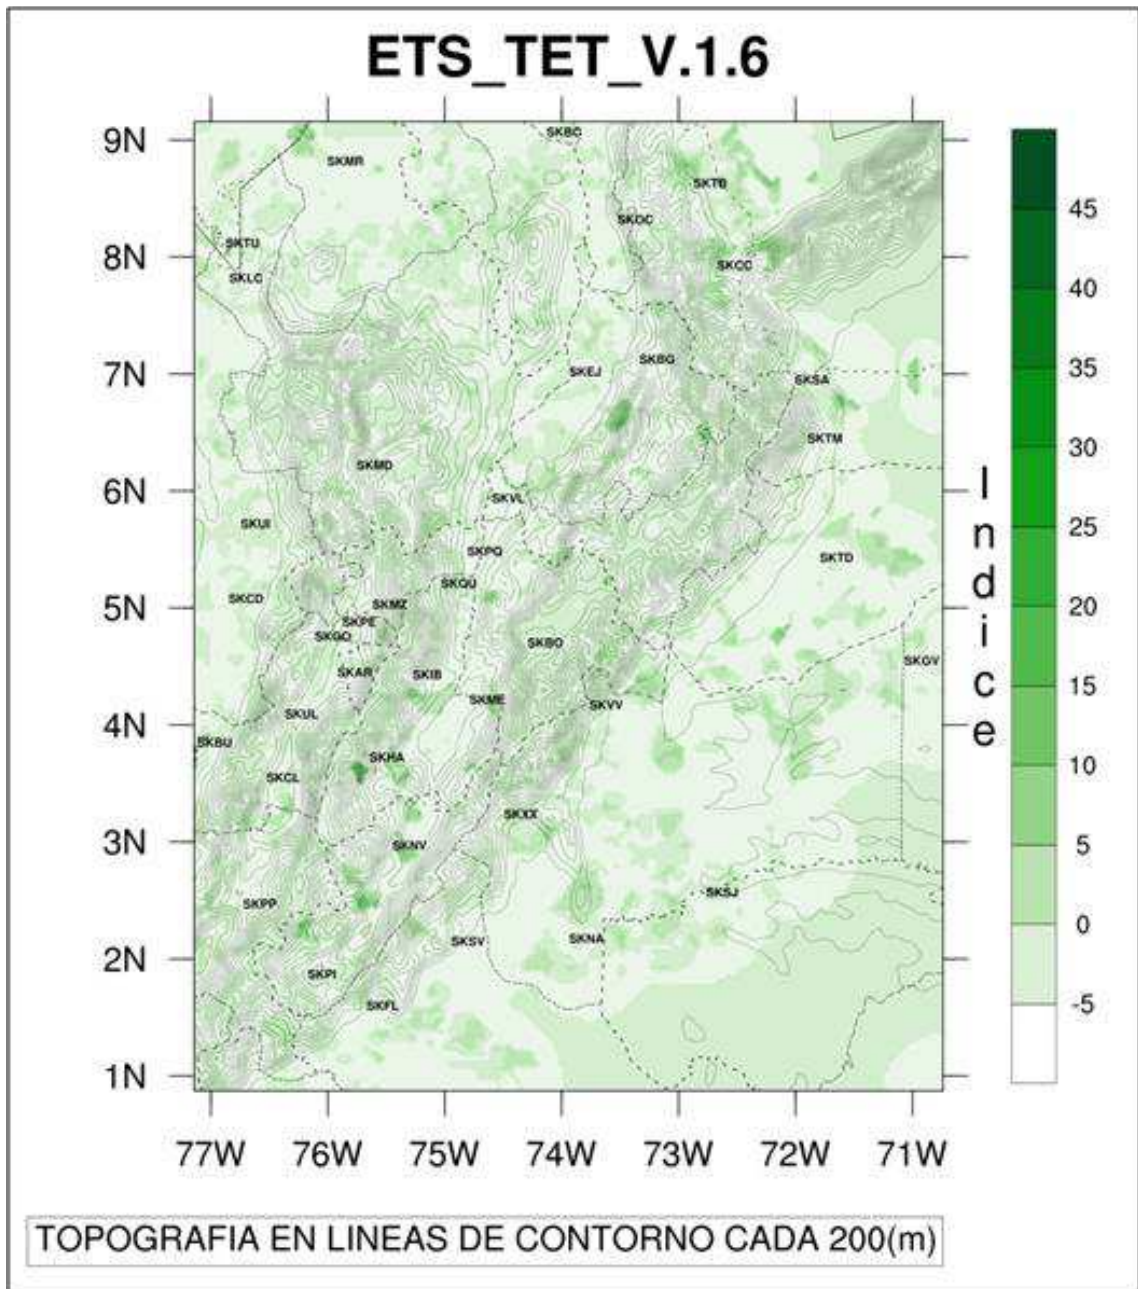 ETS_TET_V.1.6
9N
SKBC
SKMR
SKTB
SKOC
SKTU
8N
SKCC
SKLC
7N
SKBG
SKEJ
SKSA
SKTM
6N
SKMD
SKVL
SKUI
SKPQ
SKTD
SKQU
5N
SKCD
SKMZ
SKPE
SKGO
SKBO
SKGV
SKAR
SKIB
SKME
SKVV
4N
SKUL
SKBU
SKHA
SKCL
3N
SKXX
SKNV
SKSJ
SKPP
2N
SKSV
SKNA
SKPI
SKFL
1N
77W 76W 75W 74W 73W 72W 71W
45
40
35
30
25
20
15
10
5
0
-5
Indice
TOPOGRAFIA EN LINEAS DE CONTORNO CADA 200(m)